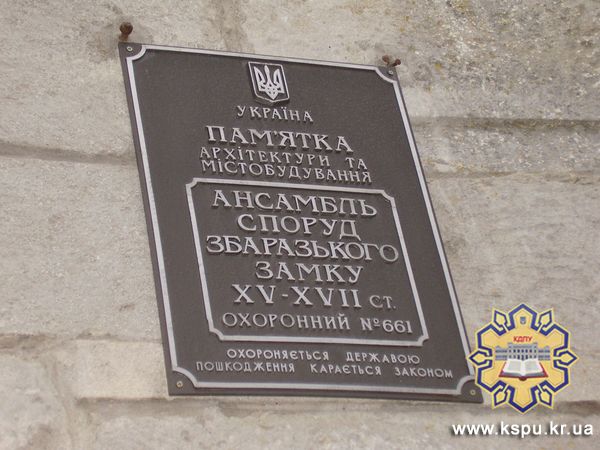 УКРАЇНА
ПАМ'ЯТКА
АРХІТЕКТУРИ ТА
МІСТОБУДУВАННЯ
АНСАМБЛЬ
СПОРУД
ЗБАРАЗЬКОГО
ЗАМКУ
XV-XVII СТ.
ОХОРОННИЙ №661
ОХОРОНЯЄТЬСЯ ДЕРЖАВОЮ
ПОШКОДЖЕННЯ КАРАЄТЬСЯ ЗАКОНОМ
КДПУ
www.kspu.kr.ua